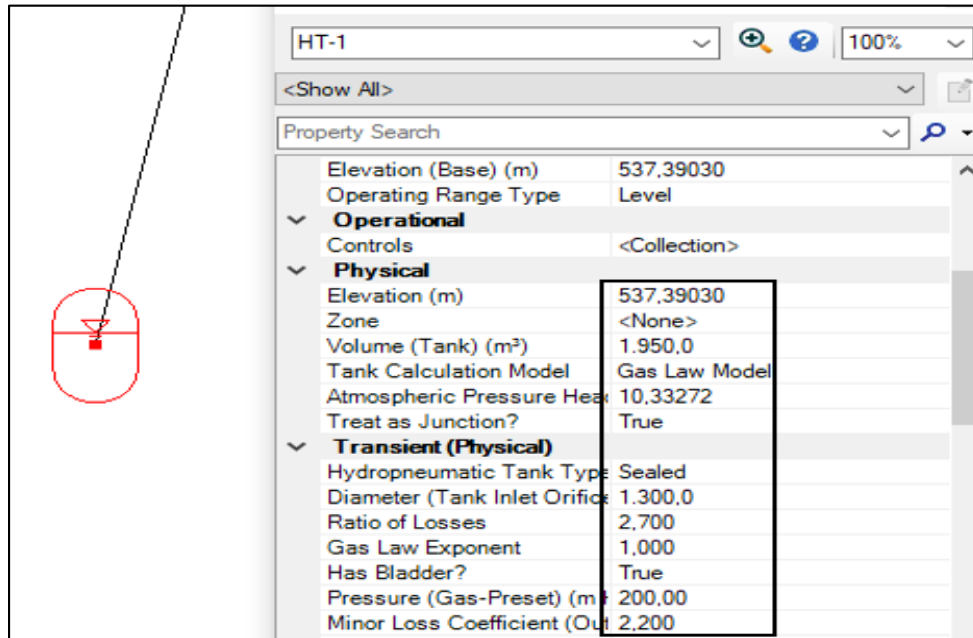 HT-1 100%
<Show All>
Property Search
Elevation (Base) (m) 537,39030
Operating Range Type Level
Operational
Controls <Collection>
Physical
Elevation (m) 537,39030
Zone <None>
Volume (Tank) (m³) 1.950,0
Tank Calculation Model Gas Law Model
Atmospheric Pressure Hea 10,33272
Treat as Junction? True
Transient (Physical)
Hydropneumatic Tank Type Sealed
Diameter (Tank Inlet Orifice 1.300,0
Ratio of Losses 2,700
Gas Law Exponent 1,000
Has Bladder? True
Pressure (Gas-Preset) (m 200,00
Minor Loss Coefficient (Out 2,200